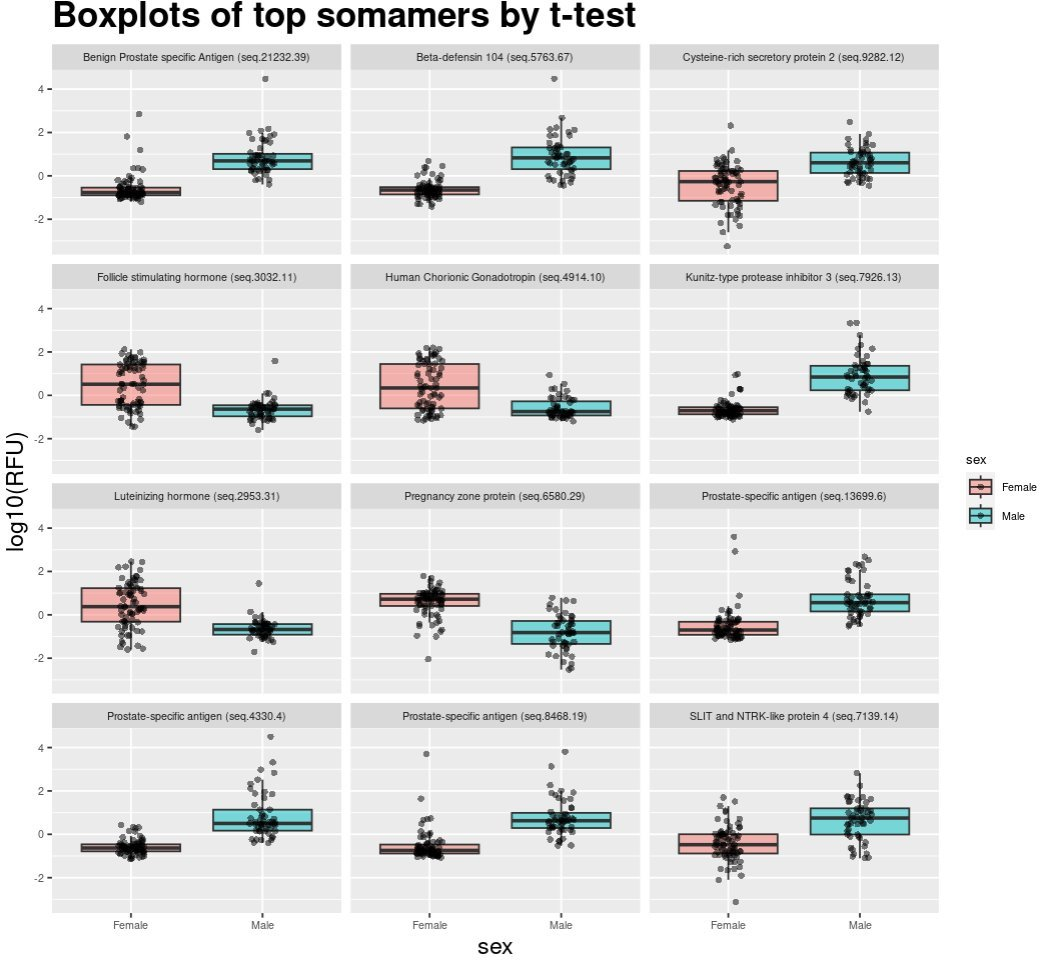 Boxplots of top somamers by t-test
Benign Prostate specific Antigen (seq.21232.39)
Beta-defensin 104 (seq.5763.67)
Cysteine-rich secretory protein 2 (seq.9282.12)
4
2
0
-2
Follicle stimulating hormone (seq.3032.11)
Human Chorionic Gonadotropin (seq.4914.10)
Kunitz-type protease inhibitor 3 (seq.7926.13)
4
2
0
-2
log10(RFU)
Luteinizing hormone (seq.2953.31)
Pregnancy zone protein (seq.6580.29)
Prostate-specific antigen (seq.13699.6)
4
2
0
-2
Prostate-specific antigen (seq.4330.4)
Prostate-specific antigen (seq.8468.19)
SLIT and NTRK-like protein 4 (seq.7139.14)
4
2
0
-2
Female
Male
Female
Male
Female
Male
sex
sex
Female
Male